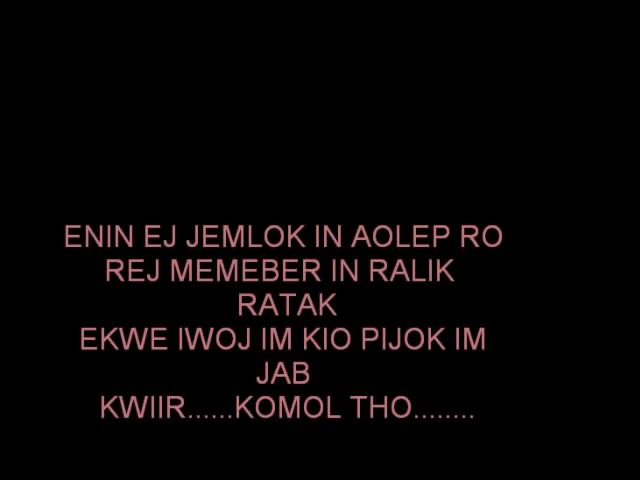 ENIN EJ JEMLOK IN AOLEP RO
REJ MEMEBER IN RALIK
RATAK
EKWE IWOJ IM KIO PIJOK IM
JAB
KWIIR......KOMOL THO........